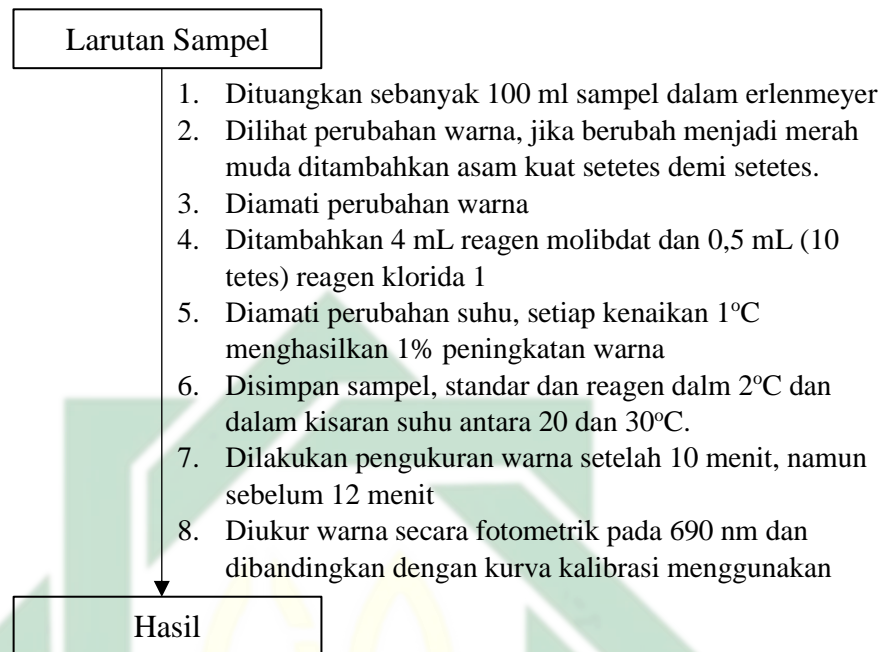 Larutan Sampel
1. Dituangkan sebanyak 100 ml sampel dalam erlenmeyer
2. Dilihat perubahan warna, jika berubah menjadi merah
muda ditambahkan asam kuat setetes demi setetes.
3. Diamati perubahan warna
4. Ditambahkan 4 mL reagen molibdat dan 0,5 mL (10
tetes) reagen klorida 1
5. Diamati perubahan suhu, setiap kenaikan 1°C
menghasilkan 1% peningkatan warna
6. Disimpan sampel, standar dan reagen dalm 2°C dan
dalam kisaran suhu antara 20 dan 30°C.
7. Dilakukan pengukuran warna setelah 10 menit, namun
sebelum 12 menit
8. Diukur warna secara fotometrik pada 690 nm dan
dibandingkan dengan kurva kalibrasi menggunakan
Hasil